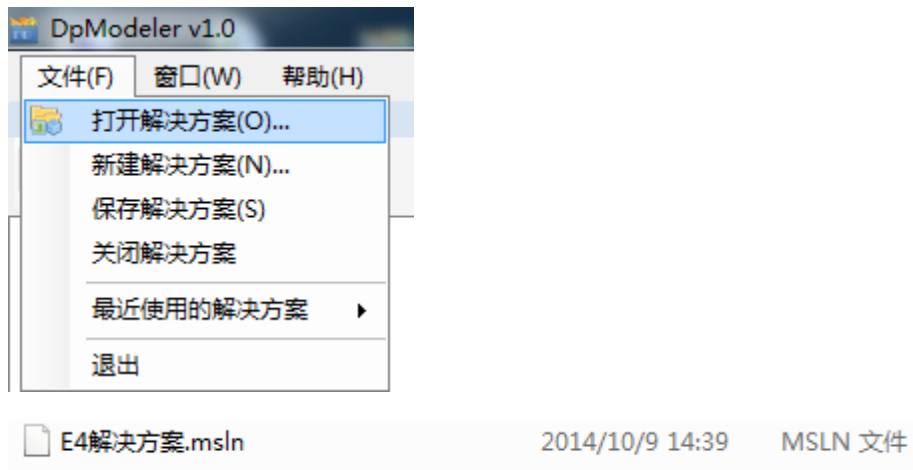 DpModeler v1.0
文件(F) 窗口(W) 帮助(H)
打开解决方案(O)...
新建解决方案(N)...
保存解决方案(S)
关闭解决方案
最近使用的解决方案
退出
E4解决方案.msln 2014/10/9 14:39 MSLN 文件